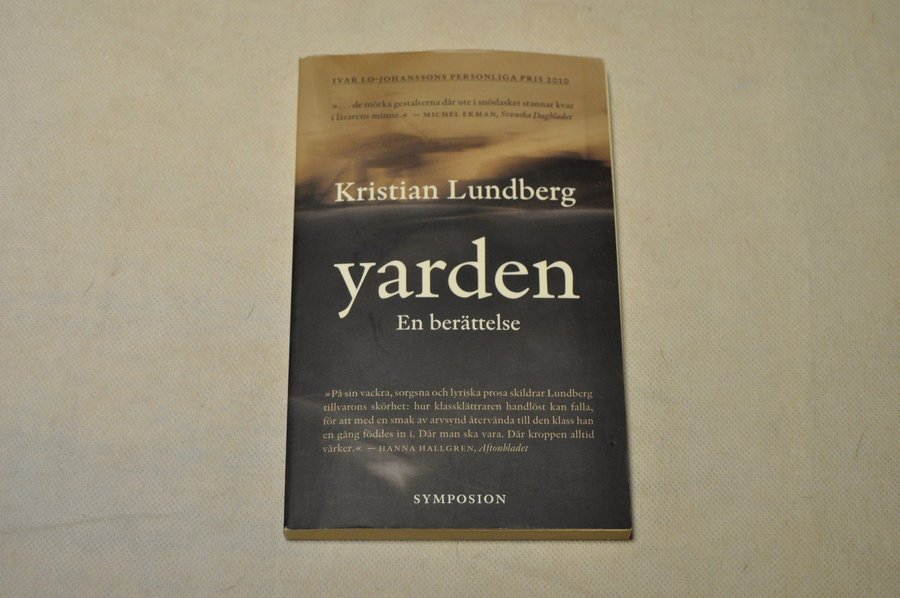 IVAR LO-JOHANSSONS PERSONLIGA PRIS 2010
»... de mörka gestalterna där ute i snöslasket stannar kvar
i läsarens minne.« — MICHEL EKMAN, Svenska Dagbladet
Kristian Lundberg
yarden
En berättelse
»På sin vackra, sorgsna och lyriska prosa skildrar Lundberg
tillvarons skörhet: hur klassklättraren handlöst kan falla,
för att med en smak av arvsynd återvända till den klass han
en gång föddes in i. Där man ska vara. Där kroppen alltid
värker.« — HANNA HALLGREN, Aftonbladet
SYMPOSION